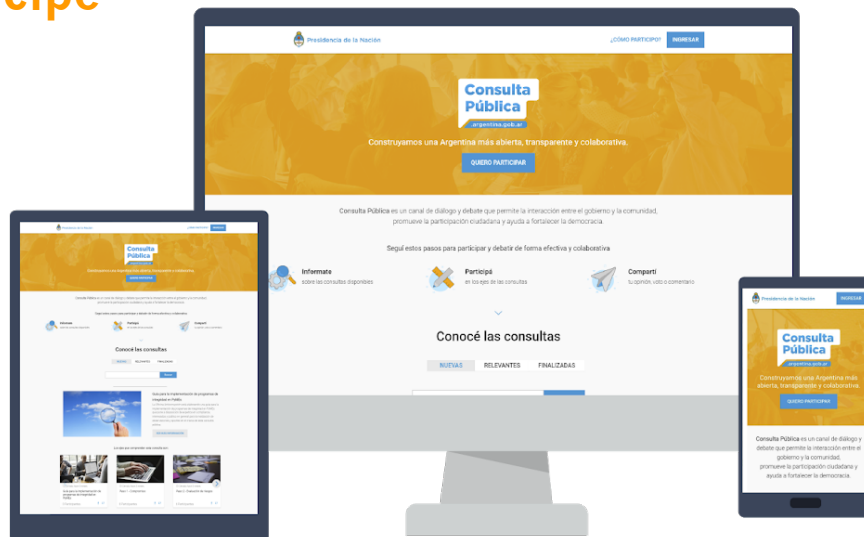 cipe
Presidencia de la Nación
¿CÓMO PARTICIPO?
INGRESAR
Consulta
Pública
.argentina.gob.ar
Construyamos una Argentina más abierta, transparente y colaborativa.
QUIERO PARTICIPAR
Consulta Pública es un canal de diálogo y debate que permite la interacción entre el gobierno y la comunidad,
promueve la participación ciudadana y ayuda a fortalecer la democracia.
Seguí estos pasos para participar y debatir de forma efectiva y colaborativa
Informate
sobre las consultas disponibles
Participá
en los ejes de las consultas
Compartí
tu opinión, voto o comentario
Conocé las consultas
NUEVAS
RELEVANTES
FINALIZADAS
Consulta
Pública
Conocé las consultas
Presidencia de la Nación
INGRESAR
Consulta
Pública
.argentina.gob.ar
Construyamos una Argentina más
abierta, transparente y colaborativa.
QUIERO PARTICIPAR
Consulta Pública es un canal de diálogo y
debate que permite la interacción entre el
gobierno y la comunidad,
promueve la participación ciudadana y
ayuda a fortalecer la democracia.